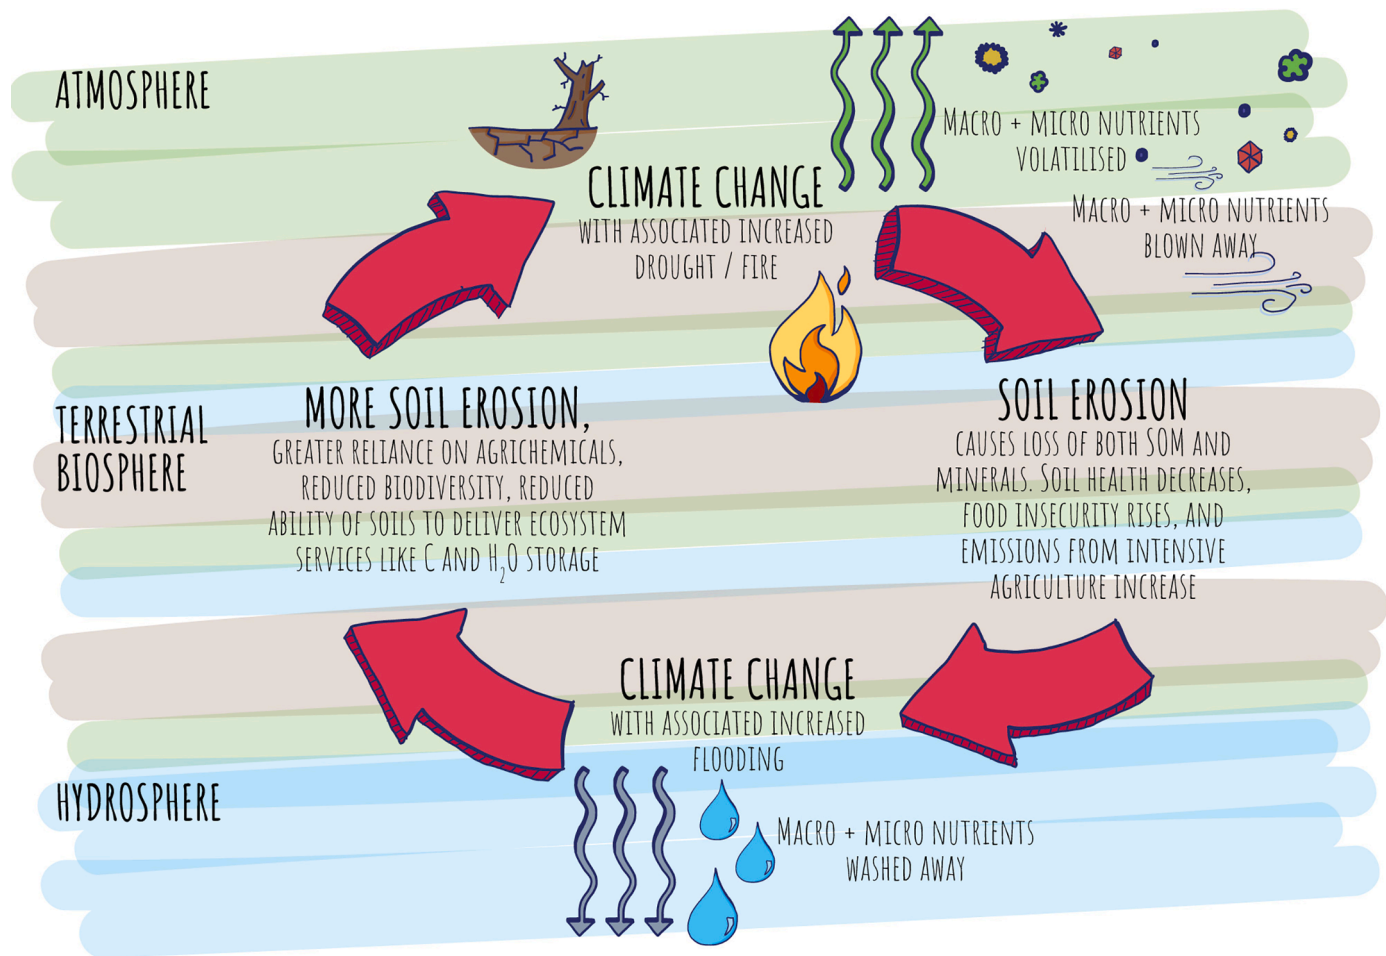 ATMOSPHERE
MACRO + MICRO NUTRIENTS
VOLATILISED
MACRO + MICRO NUTRIENTS
BLOWN AWAY
CLIMATE CHANGE
WITH ASSOCIATED INCREASED
DROUGHT / FIRE
TERRESTRIAL
BIOSPHERE
MORE SOIL EROSION,
GREATER RELIANCE ON AGRICHEMICALS,
REDUCED BIODIVERSITY, REDUCED
ABILITY OF SOILS TO DELIVER ECOSYSTEM
SERVICES LIKE C AND H₂O STORAGE
SOIL EROSION
CAUSES LOSS OF BOTH SOM AND
MINERALS. SOIL HEALTH DECREASES,
FOOD INSECURITY RISES, AND
EMISSIONS FROM INTENSIVE
AGRICULTURE INCREASE
CLIMATE CHANGE
WITH ASSOCIATED INCREASED
FLOODING
HYDROSPHERE
MACRO + MICRO NUTRIENTS
WASHED AWAY